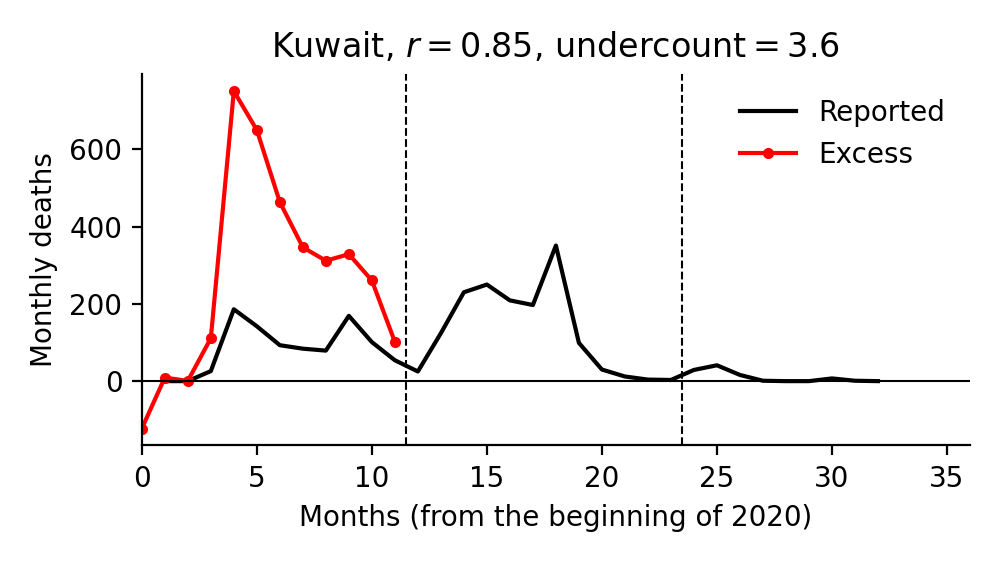 Kuwait, r = 0.85, undercount = 3.6
Reported
Excess
Monthly deaths
600
400
200
0
0 5 10 15 20 25 30 35
Months (from the beginning of 2020)